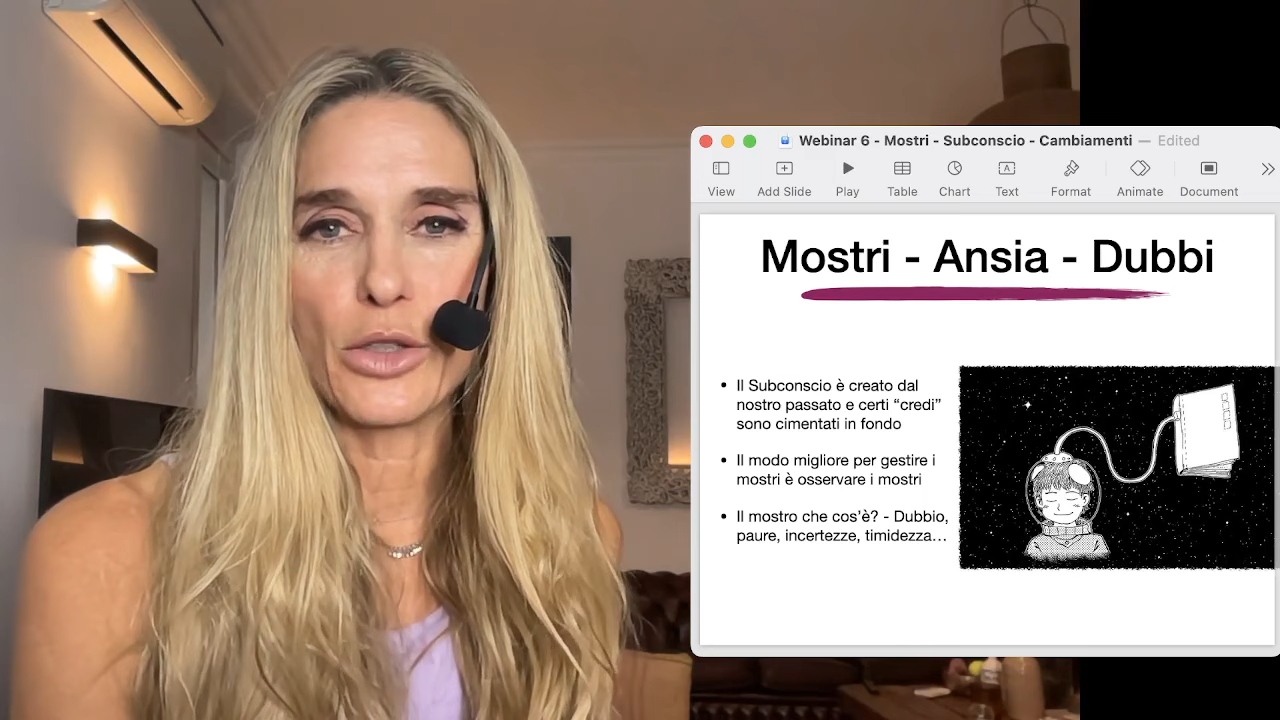 Webinar 6 - Mostri - Subconscio - Cambiamenti — Edited
View Add Slide Play Table Chart Text Format Animate Document
Mostri - Ansia - Dubbi
• Il Subconscio è creato dal
nostro passato e certi “credi”
sono cimentati in fondo
• Il modo migliore per gestire i
mostri è osservare i mostri
• Il mostro che cos’è? - Dubbio,
paure, incertezze, timidezza…